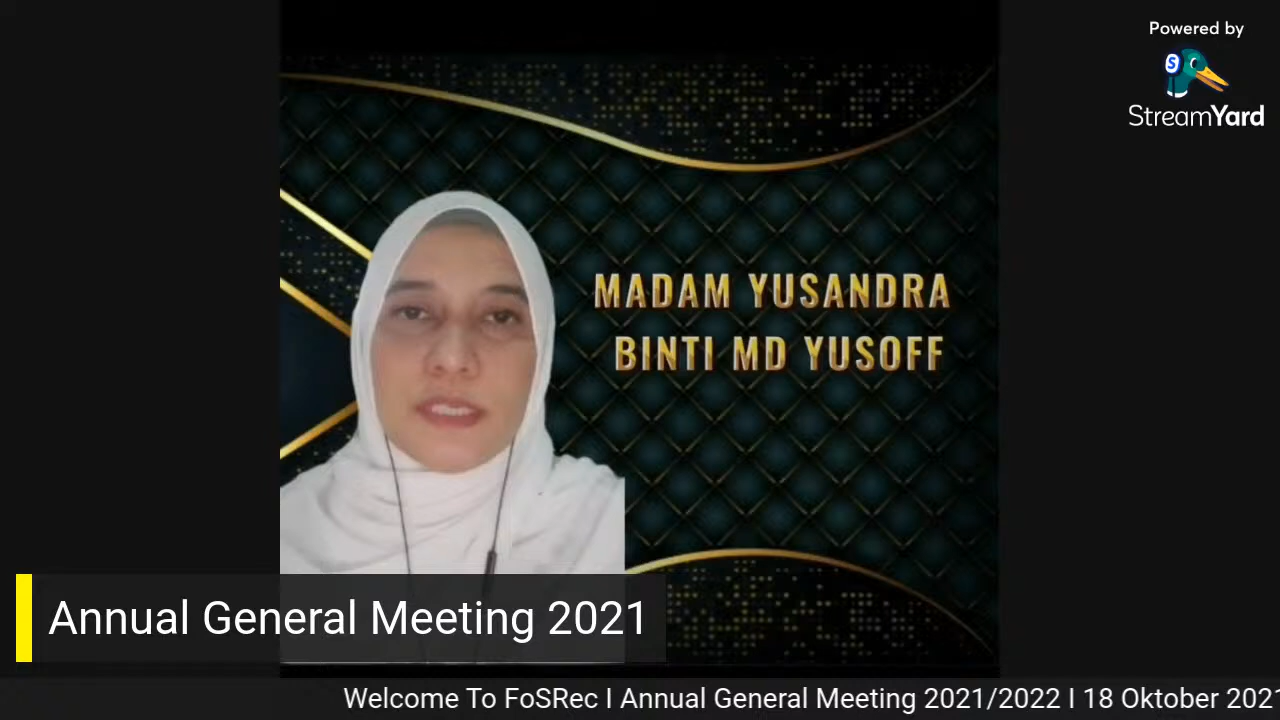 Powered by
StreamYard
MADAM YUSANDRA
BINTI MD YUSOFF
Annual General Meeting 2021
Welcome To FoSRec I Annual General Meeting 2021/2022 I 18 Oktober 2021